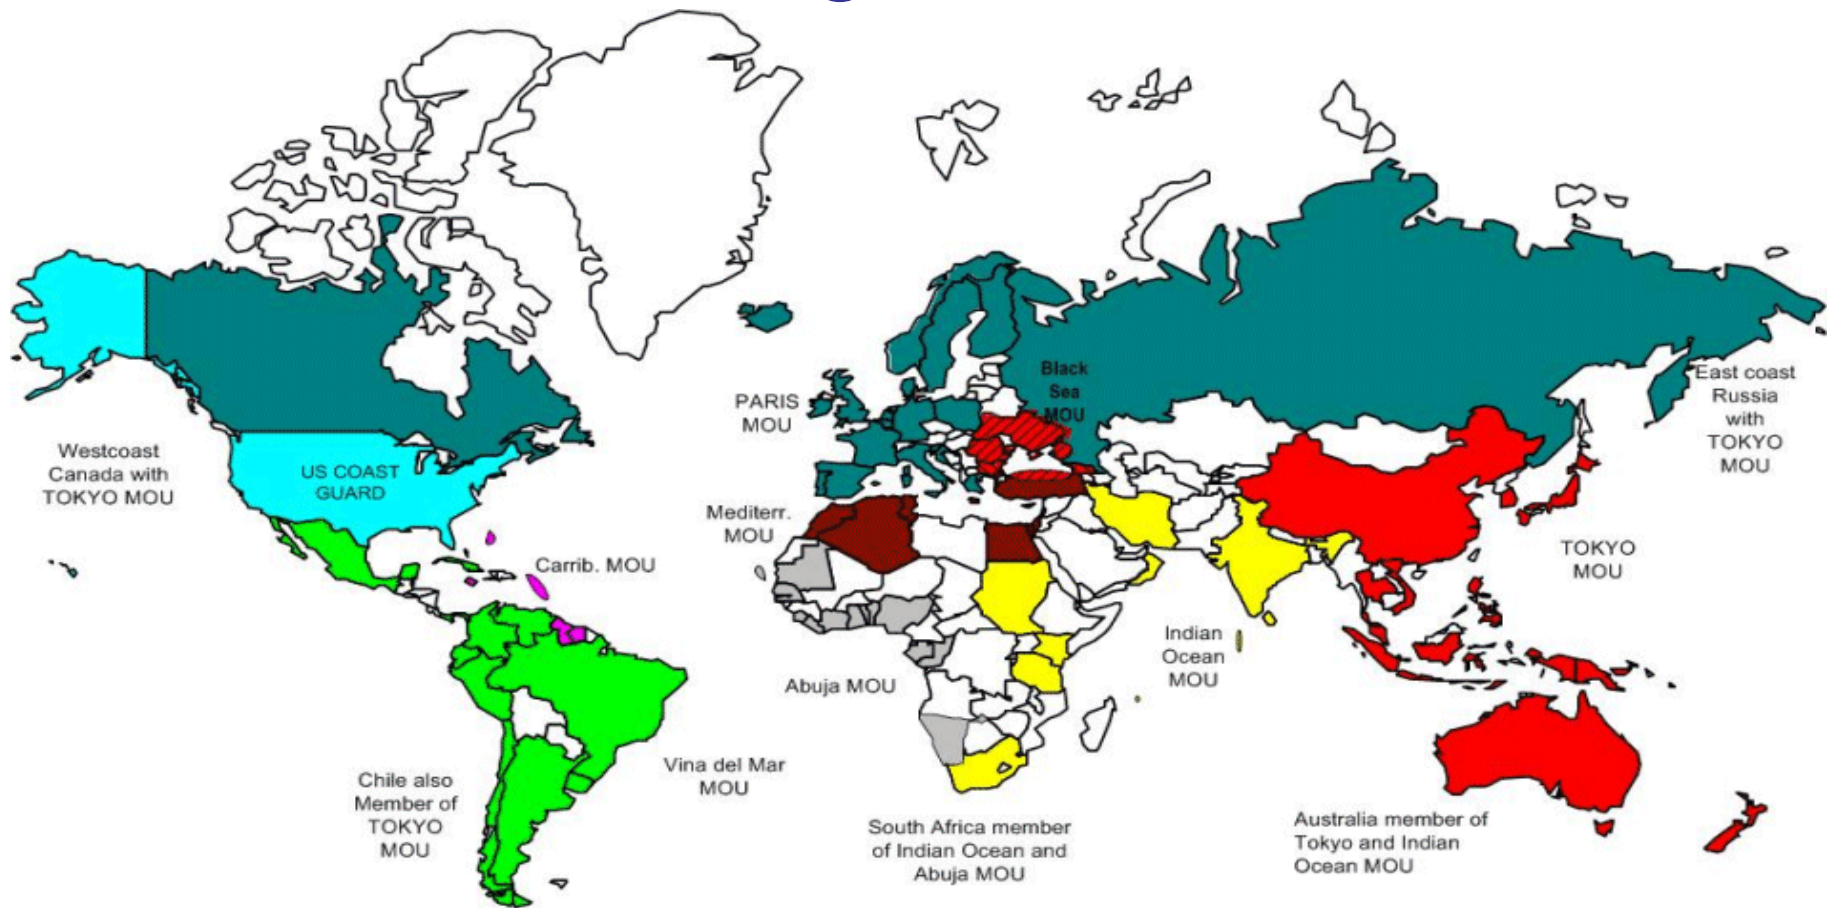 Black
Sea
MOU
East coast
Russia
with
TOKYO
MOU
PARIS
MOU
Westcoast
Canada with
TOKYO MOU
US COAST
GUARD
Mediterr.
MOU
Carrib. MOU
TOKYO
MOU
Indian
Ocean
MOU
Abuja MOU
Vina del Mar
MOU
Chile also
Member of
TOKYO
MOU
South Africa member
of Indian Ocean and
Abuja MOU
Australia member of
Tokyo and Indian
Ocean MOU